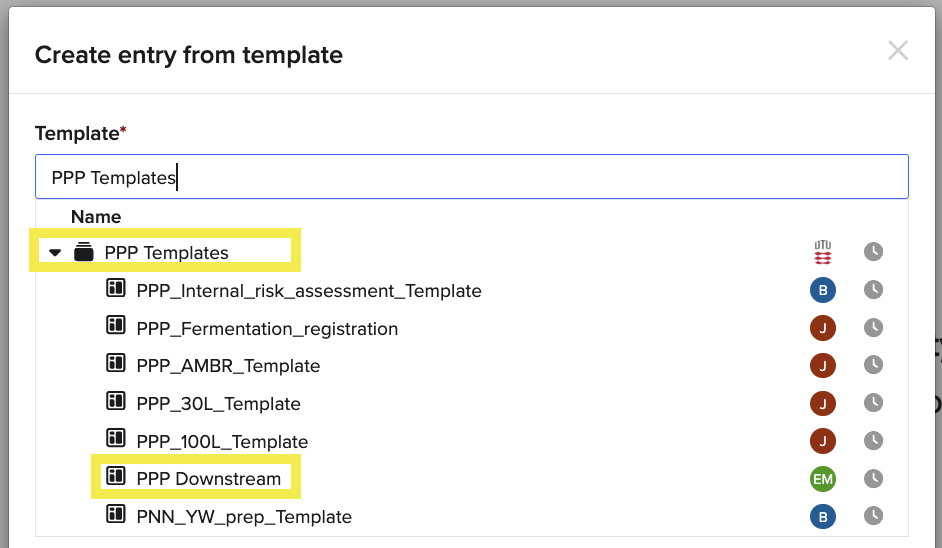 Create entry from template
Template*
PPP Templates
Name
PPP Templates DTU
PPP_Internal_risk_assessment_Template B
PPP_Fermentation_registration J
PPP_AMBR_Template J
PPP_30L_Template J
PPP_100L_Template J
PPP Downstream EM
PNN_YW_prep_Template B